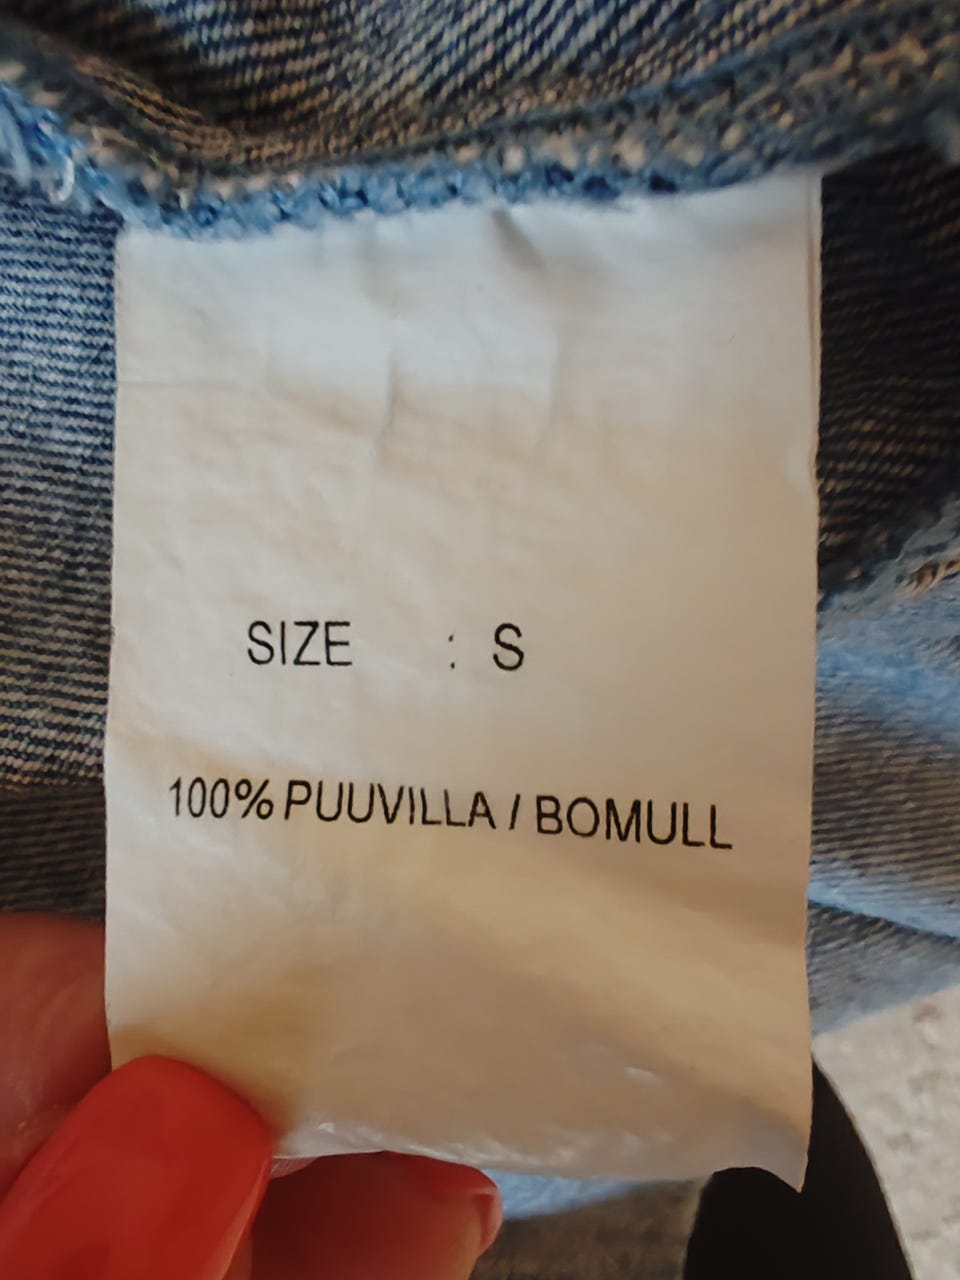 SIZE : S
100% PUUVILLA / BOMULL